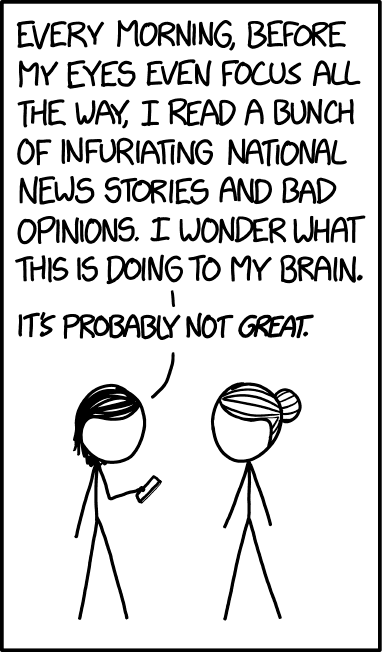 EVERY MORNING, BEFORE
MY EYES EVEN FOCUS ALL
THE WAY, I READ A BUNCH
OF INFURIATING NATIONAL
NEWS STORIES AND BAD
OPINIONS. I WONDER WHAT
THIS IS DOING TO MY BRAIN.
IT'S PROBABLY NOT GREAT.